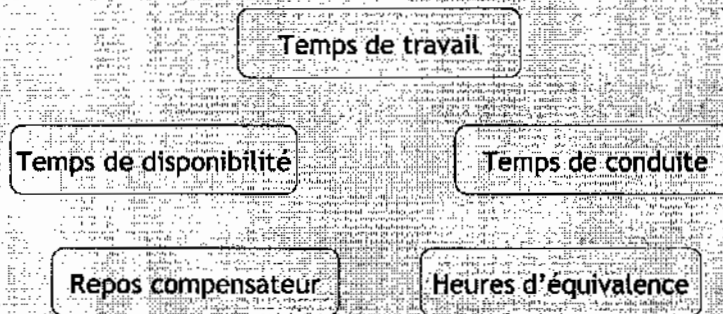 Temps de travail
Temps de disponibilité
Temps de conduite
Repos compensateur
Heures d'équivalence